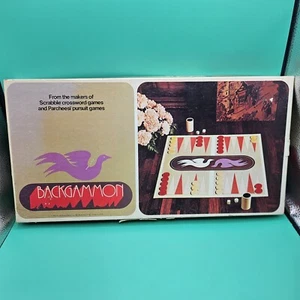 From the makers of
Scrabble crossword games
and Parcheesi pursuit games
BACKGAMMON